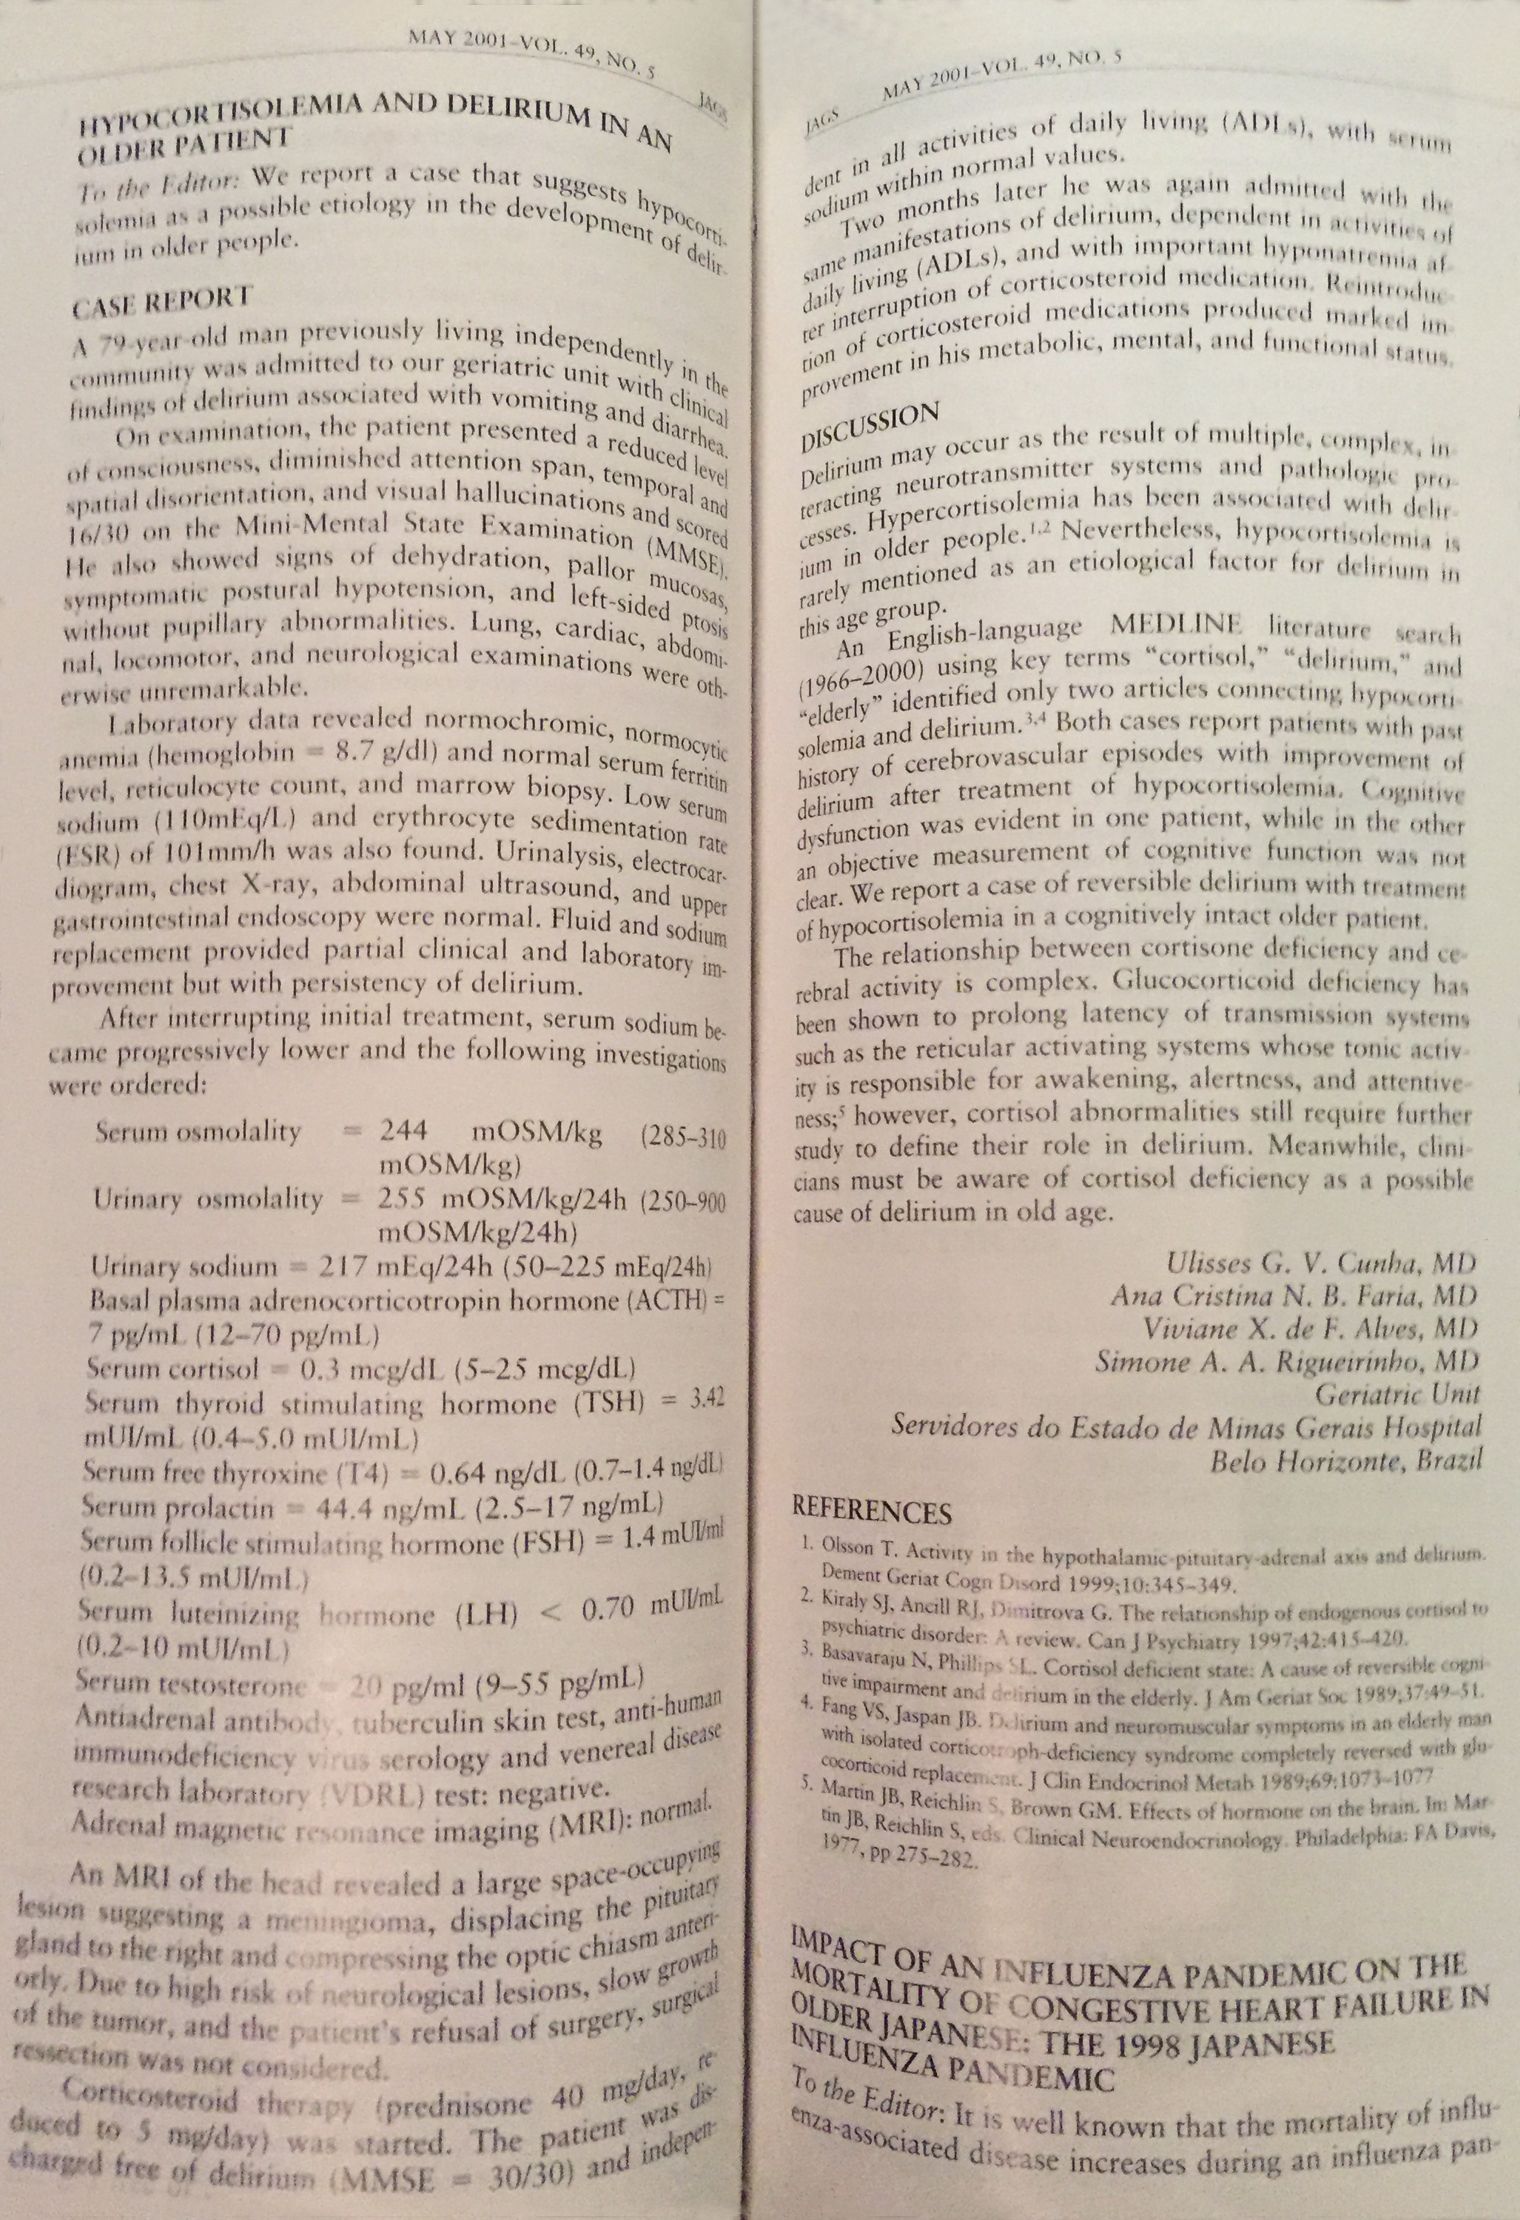 MAY 2001–VOL. 49, NO. 5
JAGS
HYPOCORTISOLEMIA AND DELIRIUM IN AN
OLDER PATIENT
To the Editor: We report a case that suggests hypocorti-
solemia as a possible etiology in the development of delir-
ium in older people.
CASE REPORT
A 79-year-old man previously living independently in the
community was admitted to our geriatric unit with clinical
findings of delirium associated with vomiting and diarrhea.
On examination, the patient presented a reduced level
of consciousness, diminished attention span, temporal and
spatial disorientation, and visual hallucinations and scored
16/30 on the Mini-Mental State Examination (MMSE).
He also showed signs of dehydration, pallor mucosas,
symptomatic postural hypotension, and left-sided ptosis
without pupillary abnormalities. Lung, cardiac, abdomi-
nal, locomotor, and neurological examinations were oth-
erwise unremarkable.
Laboratory data revealed normochromic, normocytic
anemia (hemoglobin = 8.7 g/dl) and normal serum ferritin
level, reticulocyte count, and marrow biopsy. Low serum
sodium (110mEq/L) and erythrocyte sedimentation rate
(ESR) of 101mm/h was also found. Urinalysis, electrocar-
diogram, chest X-ray, abdominal ultrasound, and upper
gastrointestinal endoscopy were normal. Fluid and sodium
replacement provided partial clinical and laboratory im-
provement but with persistency of delirium.
After interrupting initial treatment, serum sodium be-
came progressively lower and the following investigations
were ordered:
Serum osmolality = 244 mOSM/kg (285–310
mOSM/kg)
Urinary osmolality = 255 mOSM/kg/24h (250–900
mOSM/kg/24h)
Urinary sodium = 217 mEq/24h (50–225 mEq/24h)
Basal plasma adrenocorticotropin hormone (ACTH) =
7 pg/mL (12–70 pg/mL)
Serum cortisol = 0.3 mcg/dL (5–25 mcg/dL)
Serum thyroid stimulating hormone (TSH) = 3.42
mUI/mL (0.4–5.0 mUI/mL)
Serum free thyroxine (T4) = 0.64 ng/dL (0.7–1.4 ng/dL)
Serum prolactin = 44.4 ng/mL (2.5–17 ng/mL)
Serum follicle stimulating hormone (FSH) = 1.4 mUI/ml
(0.2–13.5 mUI/mL)
Serum luteinizing hormone (LH) < 0.70 mUI/mL
(0.2–10 mUI/mL)
Serum testosterone = 20 pg/ml (9–55 pg/mL)
Antiadrenal antibody, tuberculin skin test, anti-human
immunodeficiency virus serology and venereal disease
research laboratory (VDRL) test: negative.
Adrenal magnetic resonance imaging (MRI): normal.
An MRI of the head revealed a large space-occupying
lesion suggesting a meningioma, displacing the pituitary
gland to the right and compressing the optic chiasm anteri-
orly. Due to high risk of neurological lesions, slow growth
of the tumor, and the patient's refusal of surgery, surgical
ressection was not considered.
Corticosteroid therapy (prednisone 40 mg/day, re-
duced to 5 mg/day) was started. The patient was dis-
charged free of delirium (MMSE = 30/30) and indepen-
JAGS
MAY 2001–VOL. 49, NO. 5
dent in all activities of daily living (ADLs), with serum
sodium within normal values.
Two months later he was again admitted with the
same manifestations of delirium, dependent in activities of
daily living (ADLs), and with important hyponatremia af-
ter interruption of corticosteroid medication. Reintroduc-
tion of corticosteroid medications produced marked im-
provement in his metabolic, mental, and functional status.
DISCUSSION
Delirium may occur as the result of multiple, complex, in-
teracting neurotransmitter systems and pathologic pro-
cesses. Hypercortisolemia has been associated with delir-
ium in older people.1,2 Nevertheless, hypocortisolemia is
rarely mentioned as an etiological factor for delirium in
this age group.
An English-language MEDLINE literature search
(1966–2000) using key terms “cortisol,” “delirium,” and
“elderly” identified only two articles connecting hypocorti-
solemia and delirium.3,4 Both cases report patients with past
history of cerebrovascular episodes with improvement of
delirium after treatment of hypocortisolemia. Cognitive
dysfunction was evident in one patient, while in the other
an objective measurement of cognitive function was not
clear. We report a case of reversible delirium with treatment
of hypocortisolemia in a cognitively intact older patient.
The relationship between cortisone deficiency and ce-
rebral activity is complex. Glucocorticoid deficiency has
been shown to prolong latency of transmission systems
such as the reticular activating systems whose tonic activ-
ity is responsible for awakening, alertness, and attentive-
ness;5 however, cortisol abnormalities still require further
study to define their role in delirium. Meanwhile, clini-
cians must be aware of cortisol deficiency as a possible
cause of delirium in old age.
Ulisses G. V. Cunha, MD
Ana Cristina N. B. Faria, MD
Viviane X. de F. Alves, MD
Simone A. A. Rigueirinho, MD
Geriatric Unit
Servidores do Estado de Minas Gerais Hospital
Belo Horizonte, Brazil
REFERENCES
1. Olsson T. Activity in the hypothalamic-pituitary-adrenal axis and delirium.
Dement Geriat Cogn Disord 1999;10:345–349.
2. Kiraly SJ, Ancill RJ, Dimitrova G. The relationship of endogenous cortisol to
psychiatric disorder: A review. Can J Psychiatry 1997;42:415–420.
3. Basavaraju N, Phillips SL. Cortisol deficient state: A cause of reversible cogni-
tive impairment and delirium in the elderly. J Am Geriat Soc 1989;37:49–51.
4. Fang VS, Jaspan JB. Delirium and neuromuscular symptoms in an elderly man
with isolated corticotroph-deficiency syndrome completely reversed with glu-
cocorticoid replacement. J Clin Endocrinol Metab 1989;69:1073–1077
5. Martin JB, Reichlin S, Brown GM. Effects of hormone on the brain. In: Mar-
tin JB, Reichlin S, eds. Clinical Neuroendocrinology. Philadelphia: FA Davis,
1977, pp 275–282.
IMPACT OF AN INFLUENZA PANDEMIC ON THE
MORTALITY OF CONGESTIVE HEART FAILURE IN
OLDER JAPANESE: THE 1998 JAPANESE
INFLUENZA PANDEMIC
To the Editor: It is well known that the mortality of influ-
enza-associated disease increases during an influenza pan-